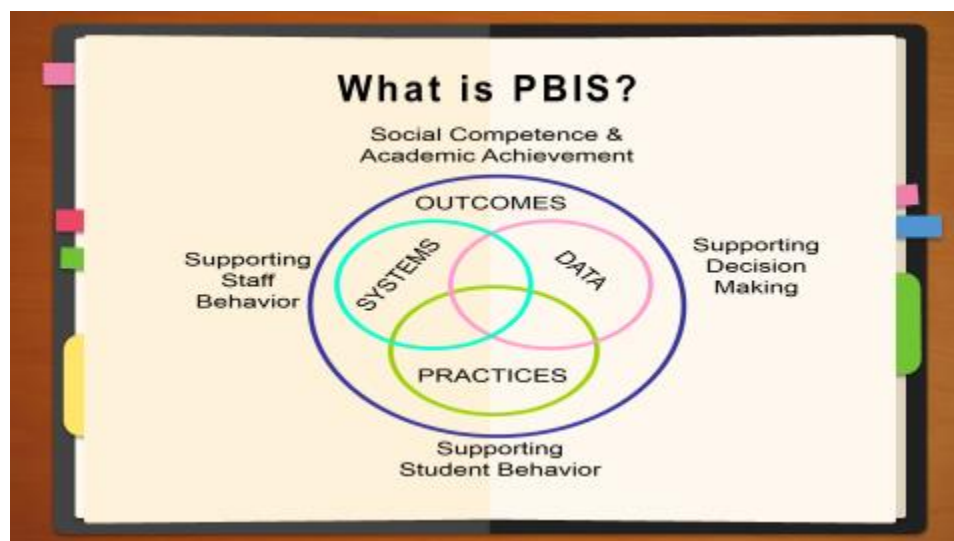 What is PBIS?
Social Competence &
Academic Achievement
OUTCOMES
Supporting
Staff
Behavior
SYSTEMS
DATA
Supporting
Decision
Making
PRACTICES
Supporting
Student Behavior